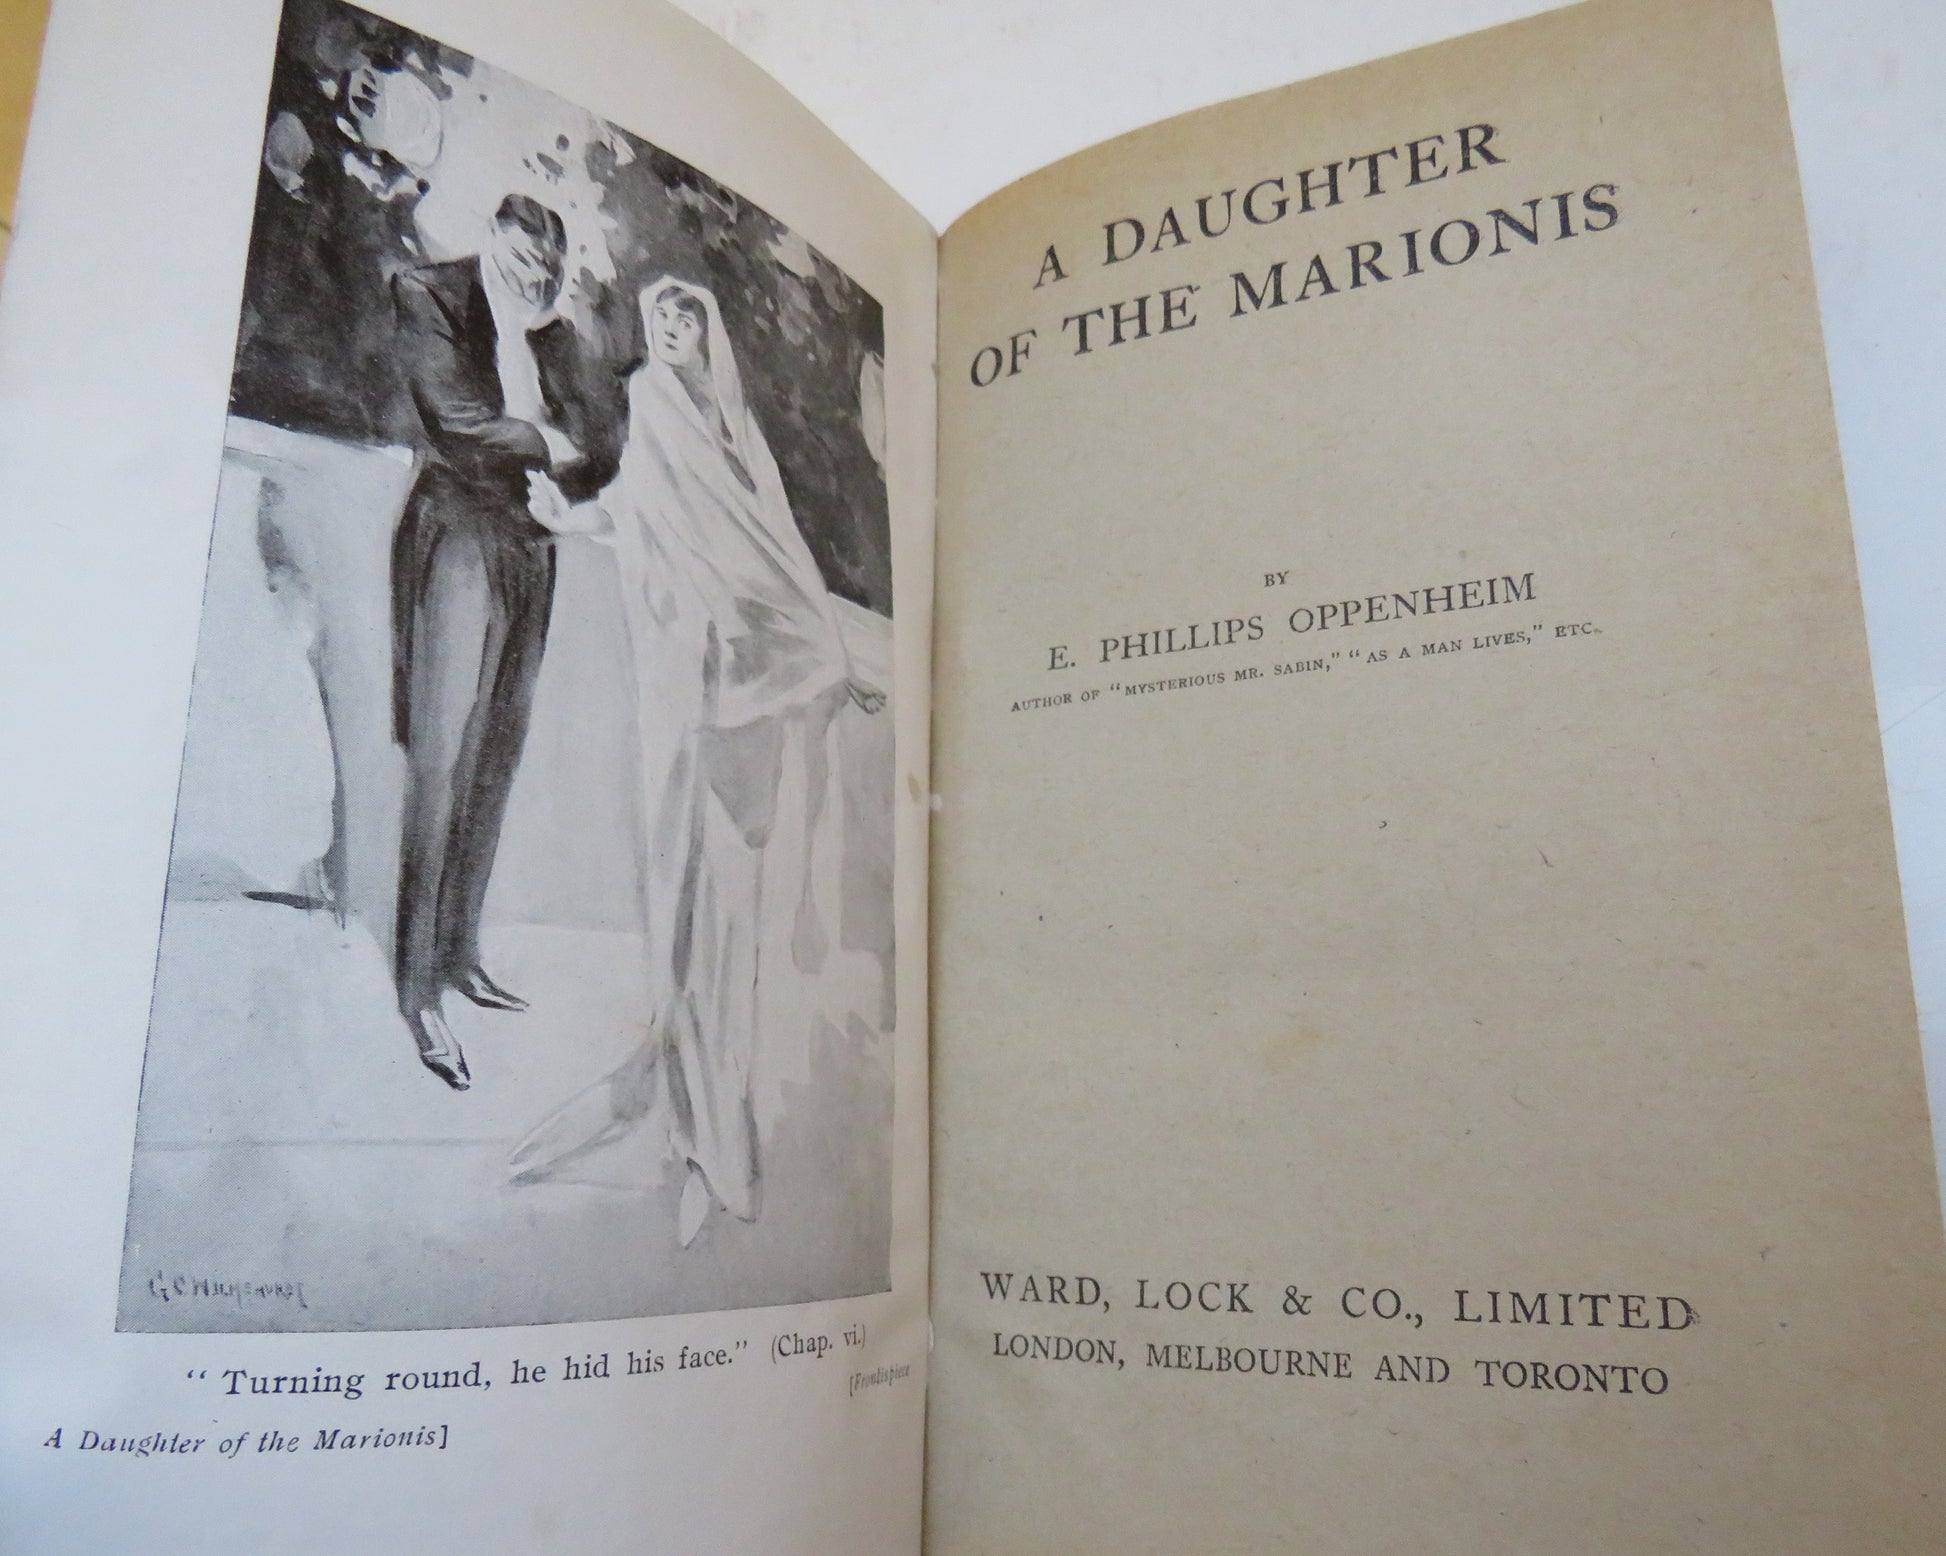 "Turning round, he hid his face." (Chap. vi.)
[Frontispiece
A Daughter of the Marionis]
A DAUGHTER
OF THE MARIONIS
BY
E. PHILLIPS OPPENHEIM
AUTHOR OF "MYSTERIOUS MR. SABIN," "AS A MAN LIVES," ETC.
WARD, LOCK & CO., LIMITED
LONDON, MELBOURNE AND TORONTO